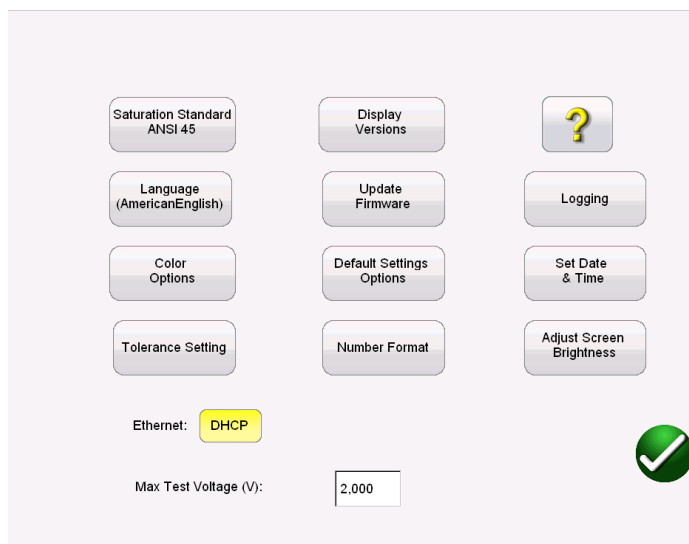 Saturation Standard
ANSI 45
Display
Versions
?
Language
(AmericanEnglish)
Update
Firmware
Logging
Color
Options
Default Settings
Options
Set Date
& Time
Tolerance Setting
Number Format
Adjust Screen
Brightness
Ethernet: DHCP
Max Test Voltage (V): 2,000